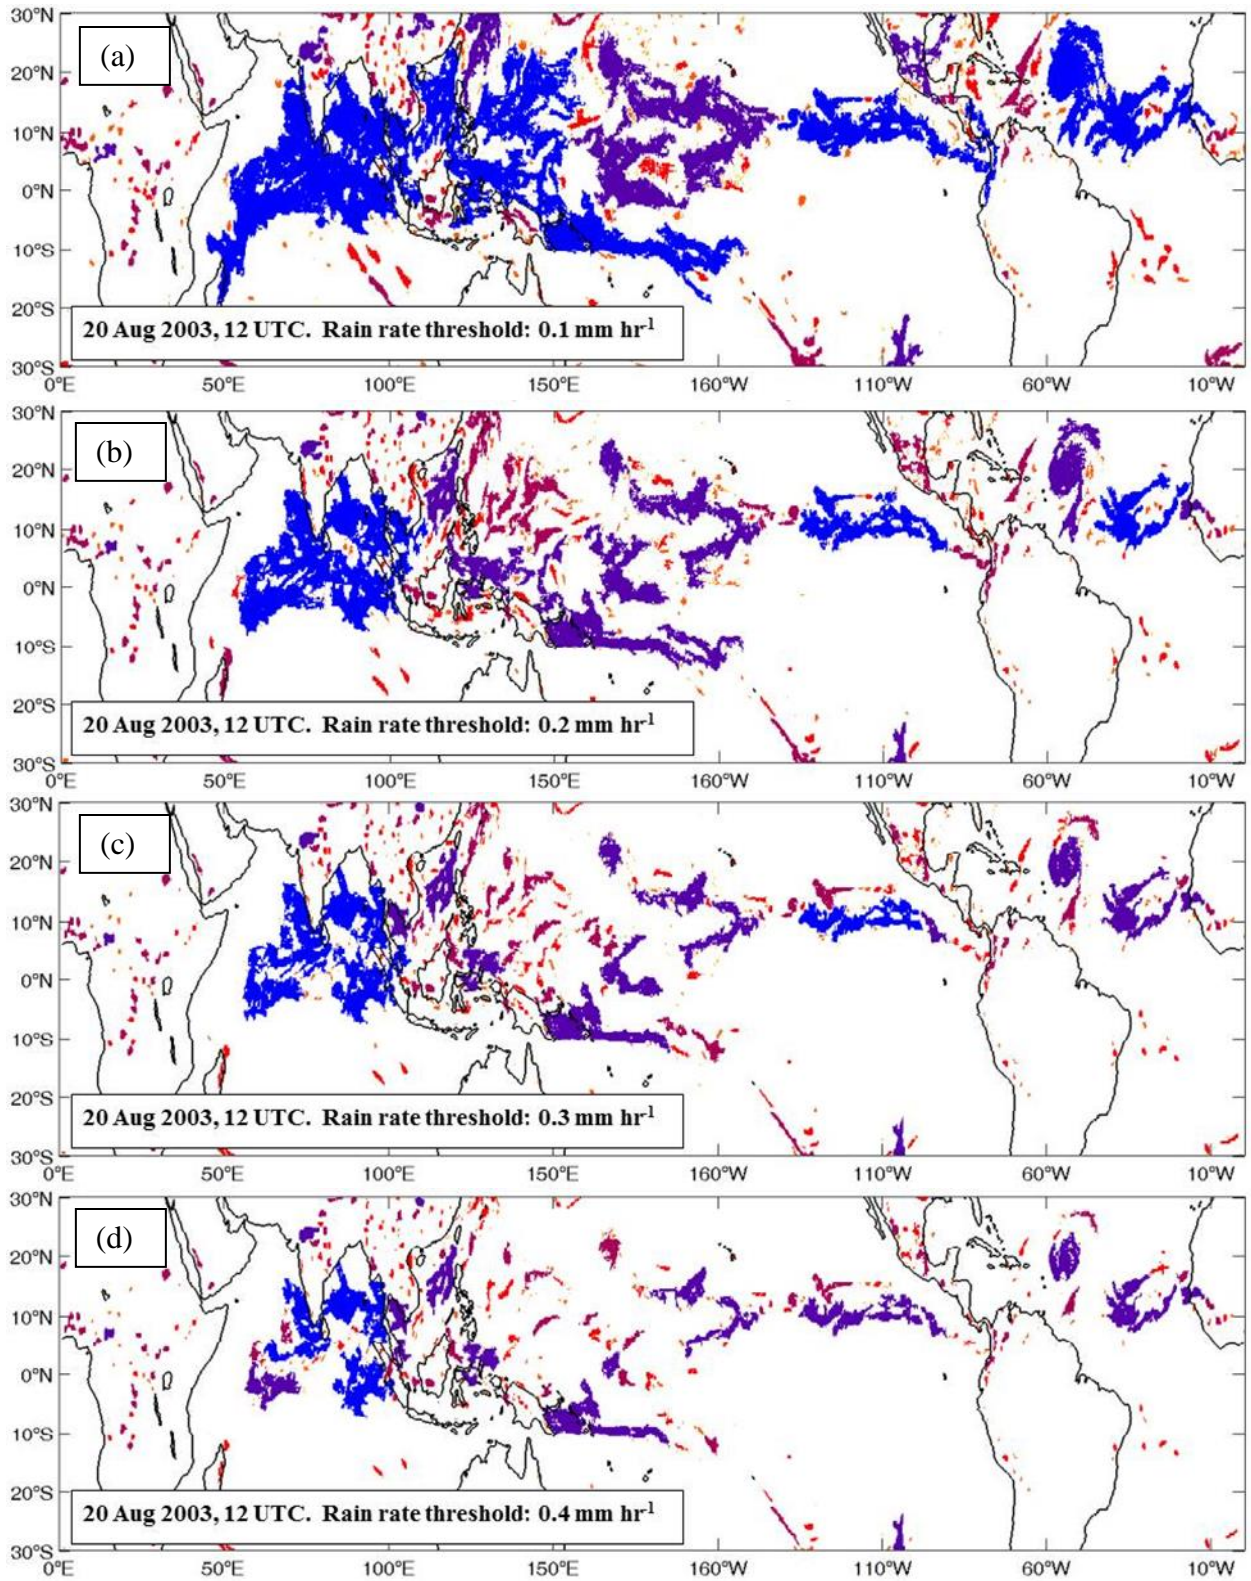 30°N
(a)
20°N
10°N
0°N
10°S
20°S
20 Aug 2003, 12 UTC. Rain rate threshold: 0.1 mm hr-1
30°S
0°E 50°E 100°E 150°E 160°W 110°W 60°W 10°W
30°N
(b)
20°N
10°N
0°N
10°S
20°S
20 Aug 2003, 12 UTC. Rain rate threshold: 0.2 mm hr-1
30°S
0°E 50°E 100°E 150°E 160°W 110°W 60°W 10°W
30°N
(c)
20°N
10°N
0°N
10°S
20°S
20 Aug 2003, 12 UTC. Rain rate threshold: 0.3 mm hr-1
30°S
0°E 50°E 100°E 150°E 160°W 110°W 60°W 10°W
30°N
(d)
20°N
10°N
0°N
10°S
20°S
20 Aug 2003, 12 UTC. Rain rate threshold: 0.4 mm hr-1
30°S
0°E 50°E 100°E 150°E 160°W 110°W 60°W 10°W